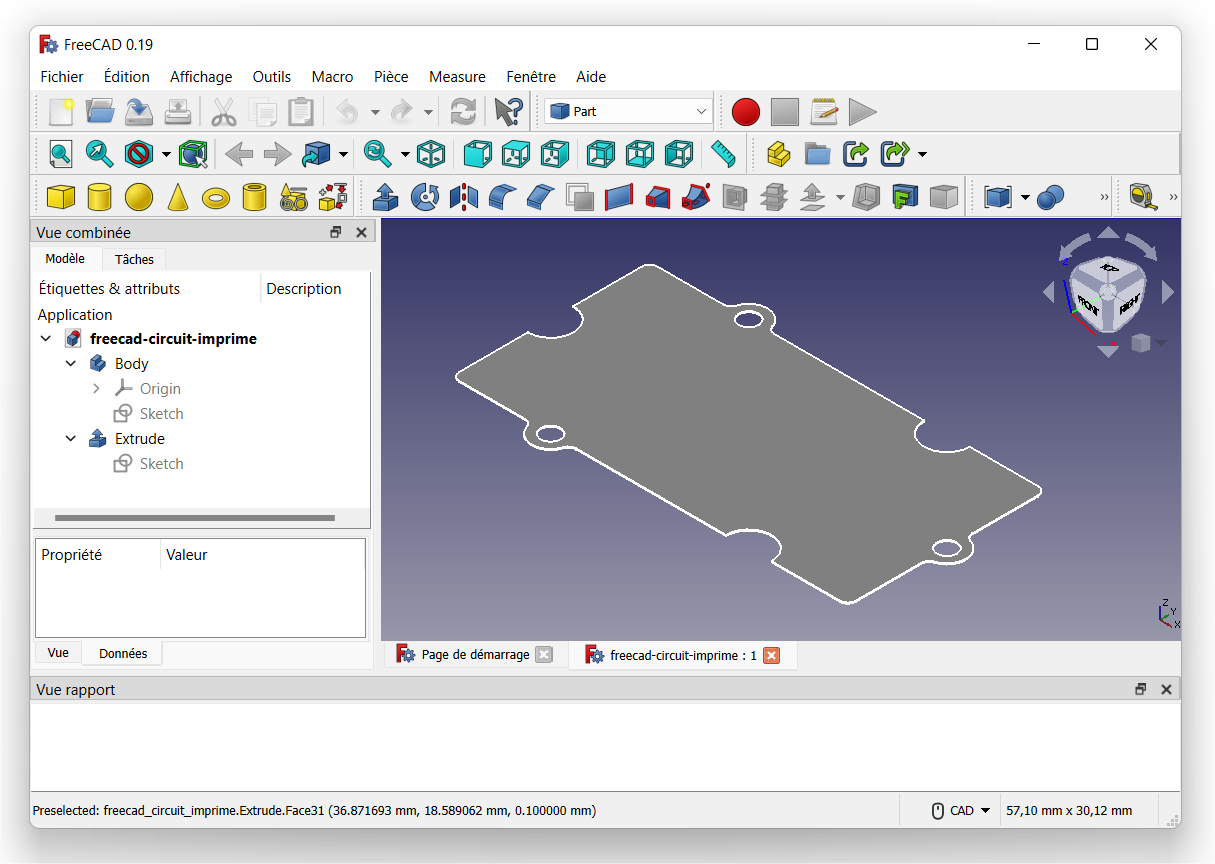 FreeCAD 0.19
Fichier Édition Affichage Outils Macro Pièce Measure Fenêtre Aide
Part
Vue combinée
Modèle Tâches
Étiquettes & attributs Description
Application
freecad-circuit-imprime
Body
Origin
Sketch
Extrude
Sketch
Propriété Valeur
Vue Données
TOP
FRONT RIGHT
Z
Z
Y
X
Page de démarrage freecad-circuit-imprime : 1
Vue rapport
Preselected: freecad_circuit_imprime.Extrude.Face31 (36.871693 mm, 18.589062 mm, 0.100000 mm) CAD 57,10 mm x 30,12 mm